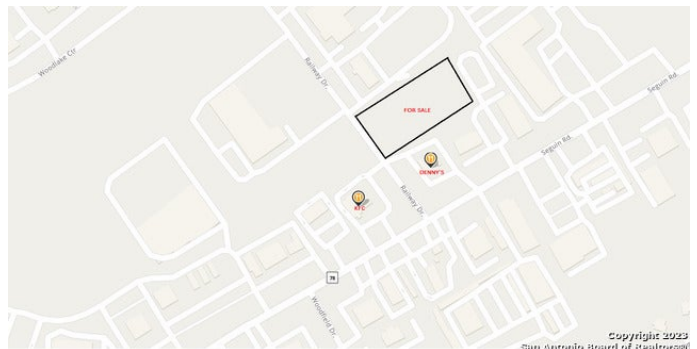 Woodlake Ctr
Railway Dr.
Seguin Rd
FOR SALE
Seguin Rd
DENNY'S
Railway Dr.
KFC
78
Woodfield Dr.
Copyright 2023
San Antonio Board of Realtors